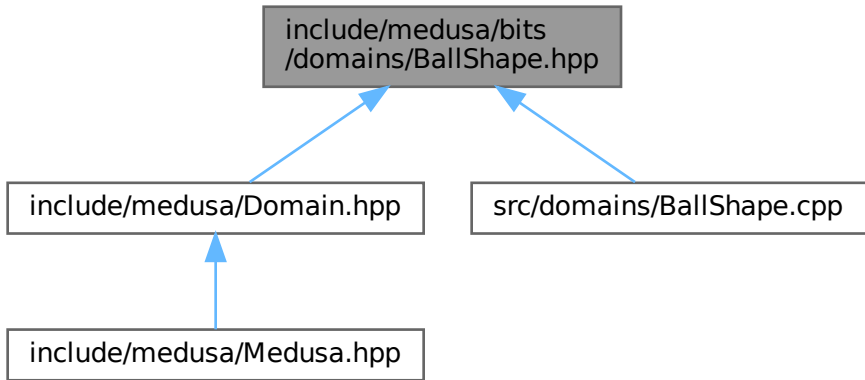 include/medusa/bits
/domains/BallShape.hpp
include/medusa/Domain.hpp
src/domains/BallShape.cpp
include/medusa/Medusa.hpp